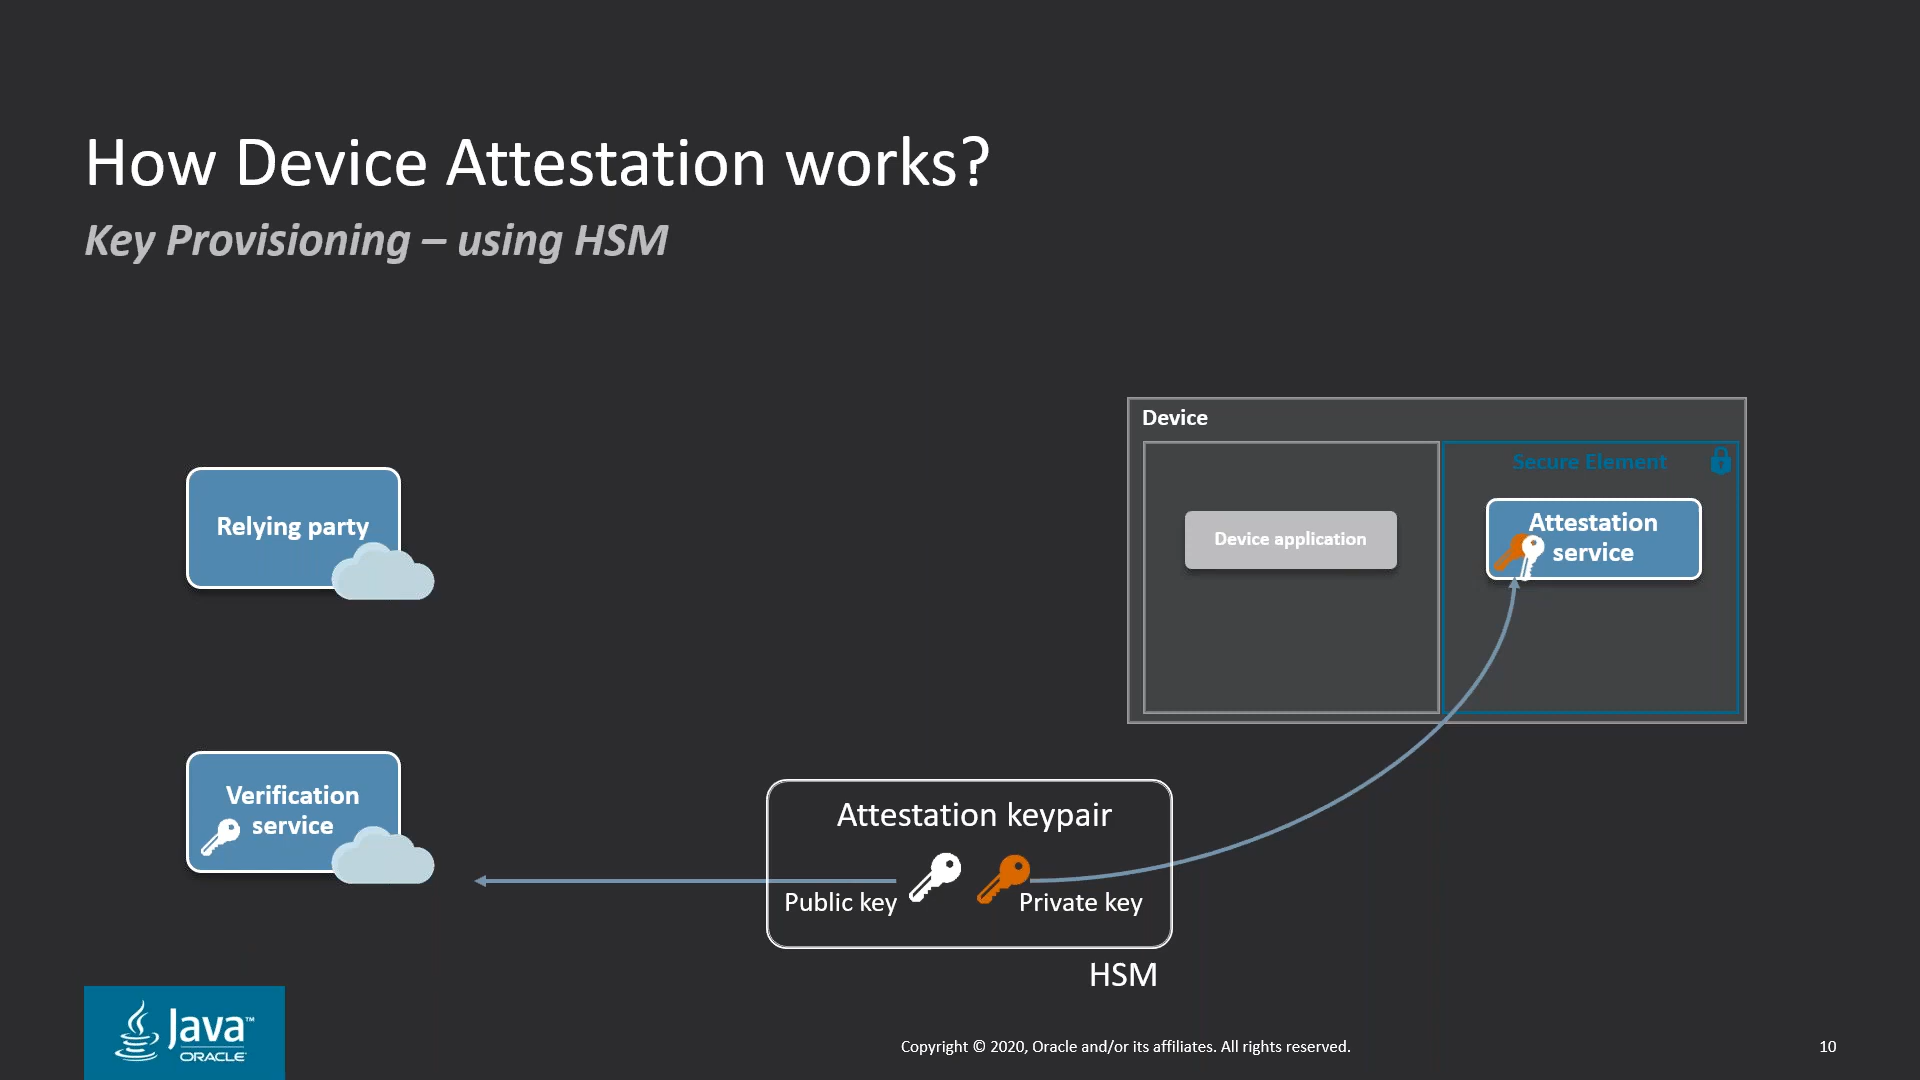 How Device Attestation works?
Key Provisioning – using HSM
Device
Secure Element
Relying party
Device application
Attestation
service
Verification
service
Attestation keypair
Public key
Private key
HSM
Java™
ORACLE
Copyright © 2020, Oracle and/or its affiliates. All rights reserved.
10